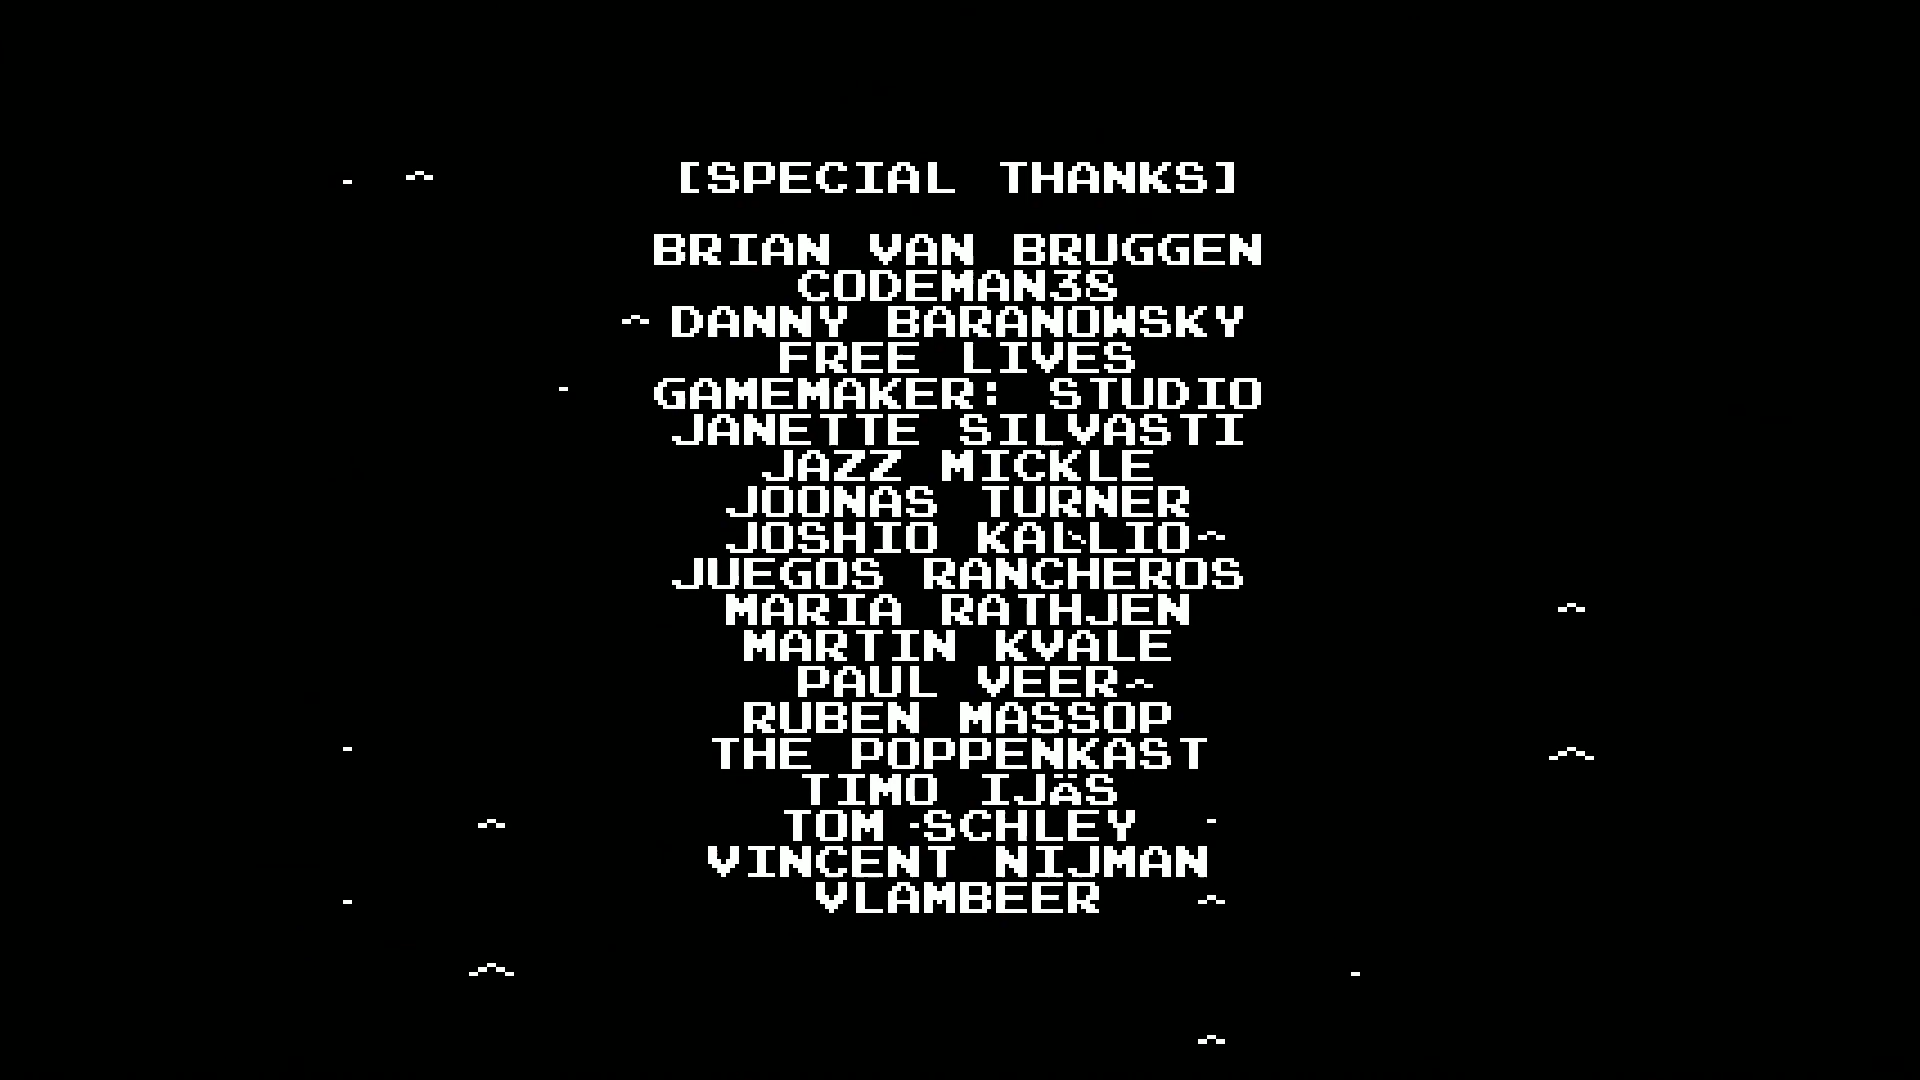 [SPECIAL THANKS]
BRIAN VAN BRUGGEN
CODEMAN38
DANNY BARANOWSKY
FREE LIVES
GAMEMAKER: STUDIO
JANETTE SILVASTI
JAZZ MICKLE
JOONAS TURNER
JOSHIO KALLIO
JUEGOS RANCHEROS
MARIA RATHJEN
MARTIN KVALE
PAUL VEER
RUBEN MASSOP
THE POPPENKAST
TIMO IJäS
TOM SCHLEY
VINCENT NIJMAN
VLAMBEER